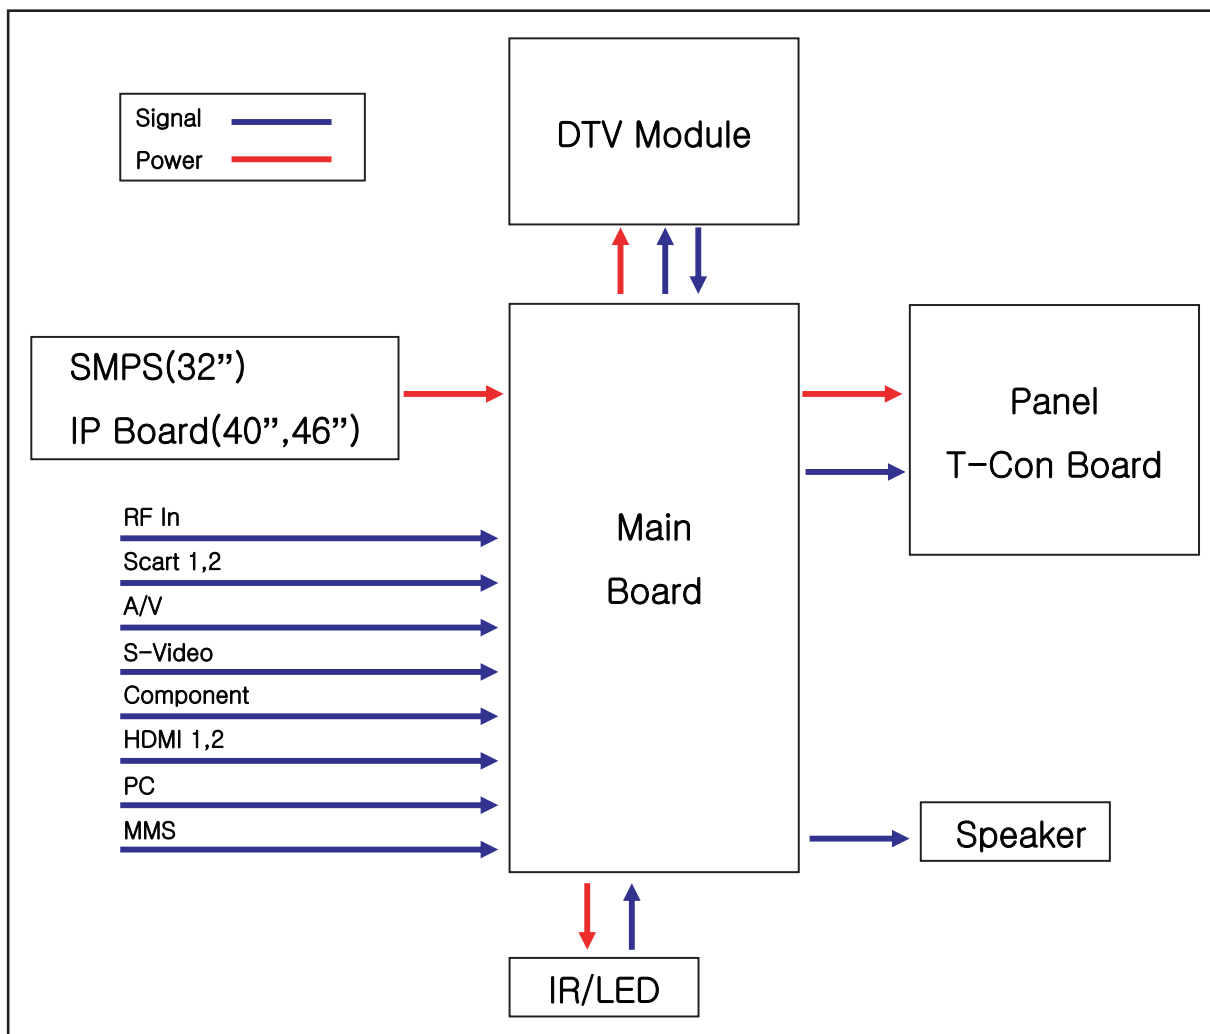 Signal
Power
DTV Module
SMPS(32”)
IP Board(40”,46”)
RF In
Scart 1,2
A/V
S-Video
Component
HDMI 1,2
PC
MMS
Main
Board
Panel
T-Con Board
Speaker
IR/LED